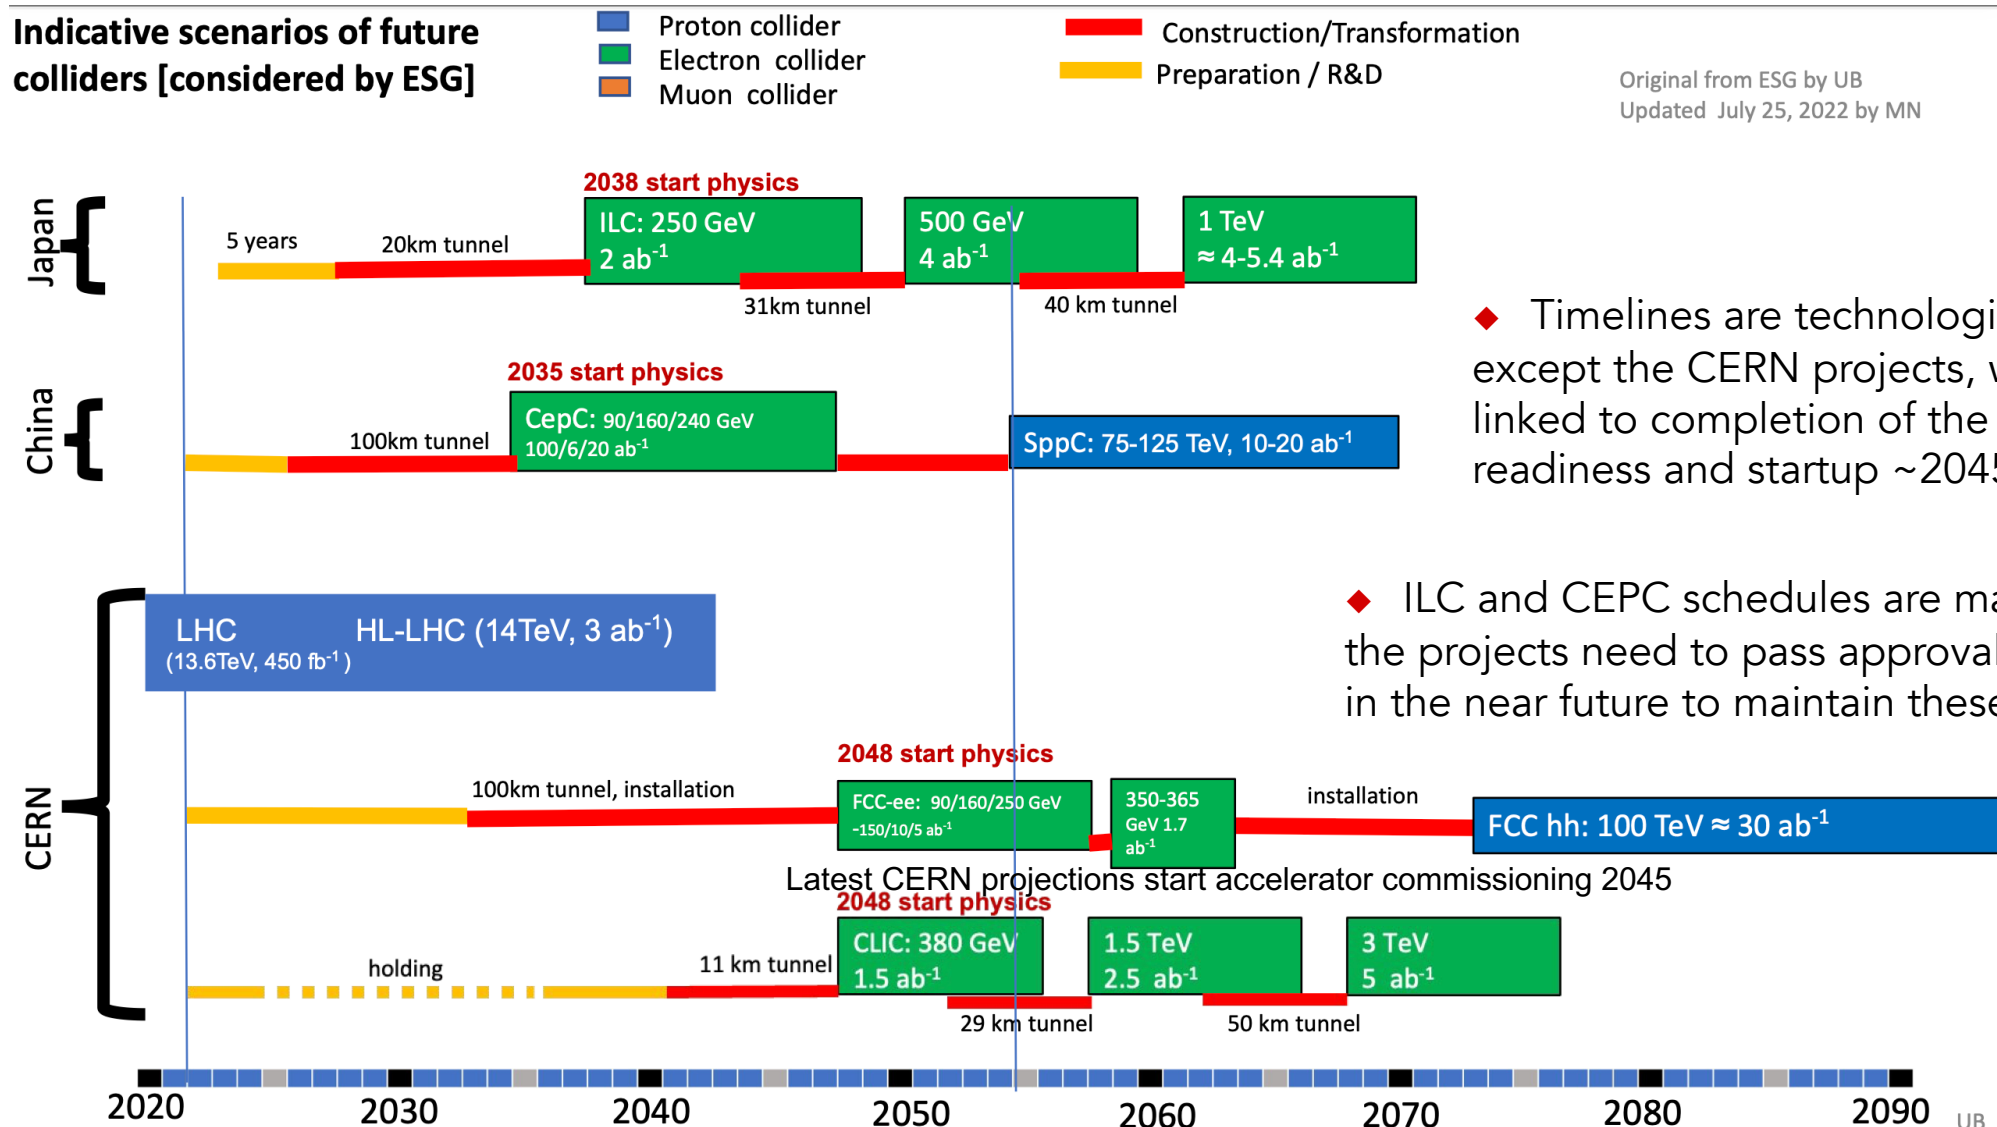 Indicative scenarios of future
colliders [considered by ESG]
Proton collider
Electron collider
Muon collider
Construction/Transformation
Preparation / R&D
Original from ESG by UB
Updated July 25, 2022 by MN
Japan
2038 start physics
5 years
20km tunnel
ILC: 250 GeV
2 ab⁻¹
500 GeV
4 ab⁻¹
1 TeV
≈ 4-5.4 ab⁻¹
31km tunnel
40 km tunnel
◆ Timelines are technologi
except the CERN projects, w
linked to completion of the
readiness and startup ~2045
China
2035 start physics
100km tunnel
CepC: 90/160/240 GeV
100/6/20 ab⁻¹
SppC: 75-125 TeV, 10-20 ab⁻¹
◆ ILC and CEPC schedules are ma
the projects need to pass approval
in the near future to maintain these
CERN
LHC HL-LHC (14TeV, 3 ab⁻¹)
(13.6TeV, 450 fb⁻¹ )
2048 start physics
100km tunnel, installation
FCC-ee: 90/160/250 GeV
~150/10/5 ab⁻¹
350-365
GeV 1.7
ab⁻¹
installation
FCC hh: 100 TeV ≈ 30 ab⁻¹
Latest CERN projections start accelerator commissioning 2045
2048 start physics
holding
11 km tunnel
CLIC: 380 GeV
1.5 ab⁻¹
1.5 TeV
2.5 ab⁻¹
3 TeV
5 ab⁻¹
29 km tunnel
50 km tunnel
2020 2030 2040 2050 2060 2070 2080 2090
UB